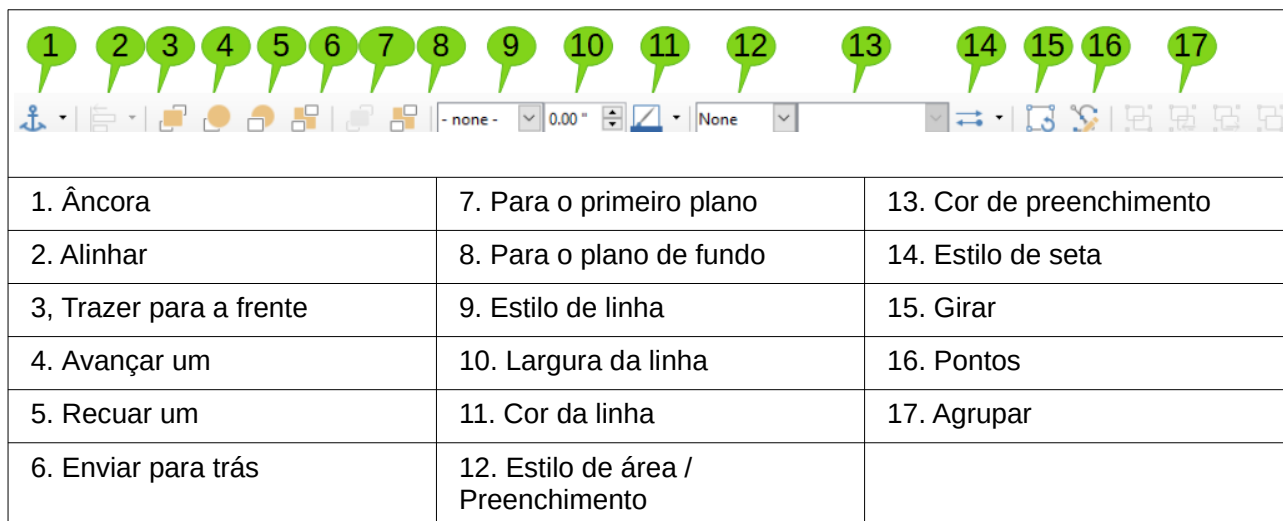 1 2 3 4 5 6 7 8 9 10 11 12 13 14 15 16 17
- none - 0.00 " None
1. Âncora 7. Para o primeiro plano 13. Cor de preenchimento
2. Alinhar 8. Para o plano de fundo 14. Estilo de seta
3, Trazer para a frente 9. Estilo de linha 15. Girar
4. Avançar um 10. Largura da linha 16. Pontos
5. Recuar um 11. Cor da linha 17. Agrupar
6. Enviar para trás 12. Estilo de área /
Preenchimento